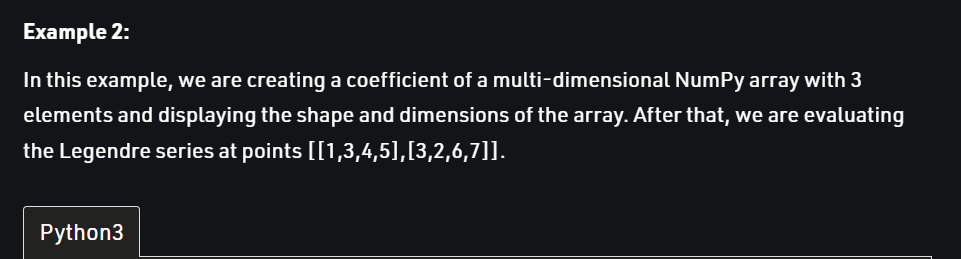 Example 2:
In this example, we are creating a coefficient of a multi-dimensional NumPy array with 3
elements and displaying the shape and dimensions of the array. After that, we are evaluating
the Legendre series at points [[1,3,4,5],[3,2,6,7]].
Python3